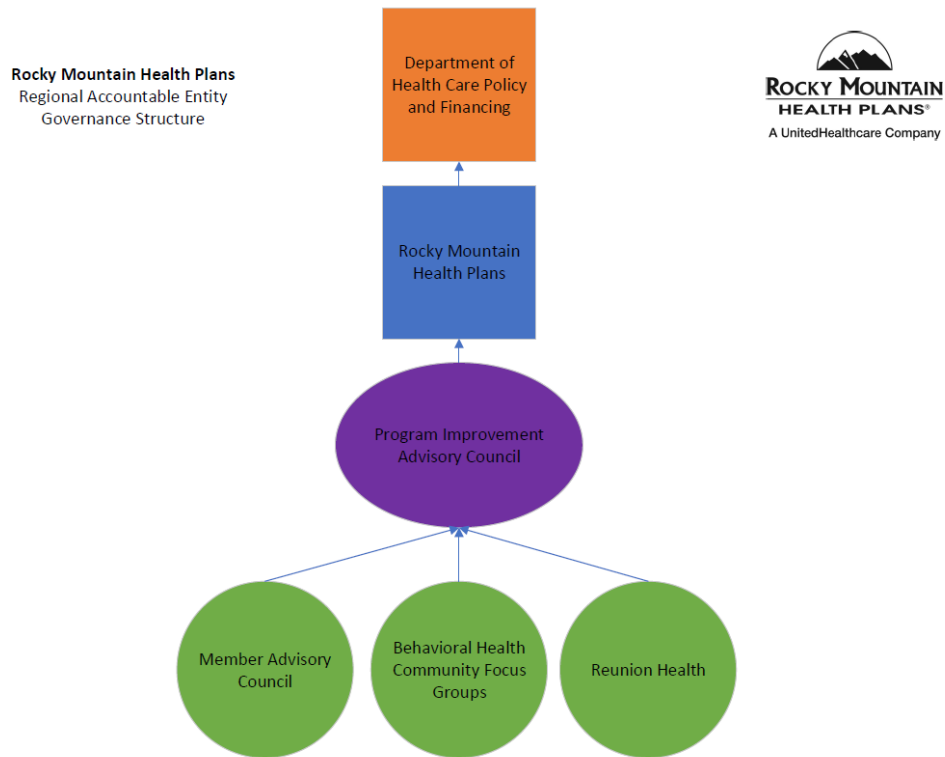 Rocky Mountain Health Plans
Regional Accountable Entity
Governance Structure
Department of
Health Care Policy
and Financing
ROCKY MOUNTAIN
HEALTH PLANS®
A UnitedHealthcare Company
Rocky Mountain
Health Plans
Program Improvement
Advisory Council
Member Advisory
Council
Behavioral Health
Community Focus
Groups
Reunion Health